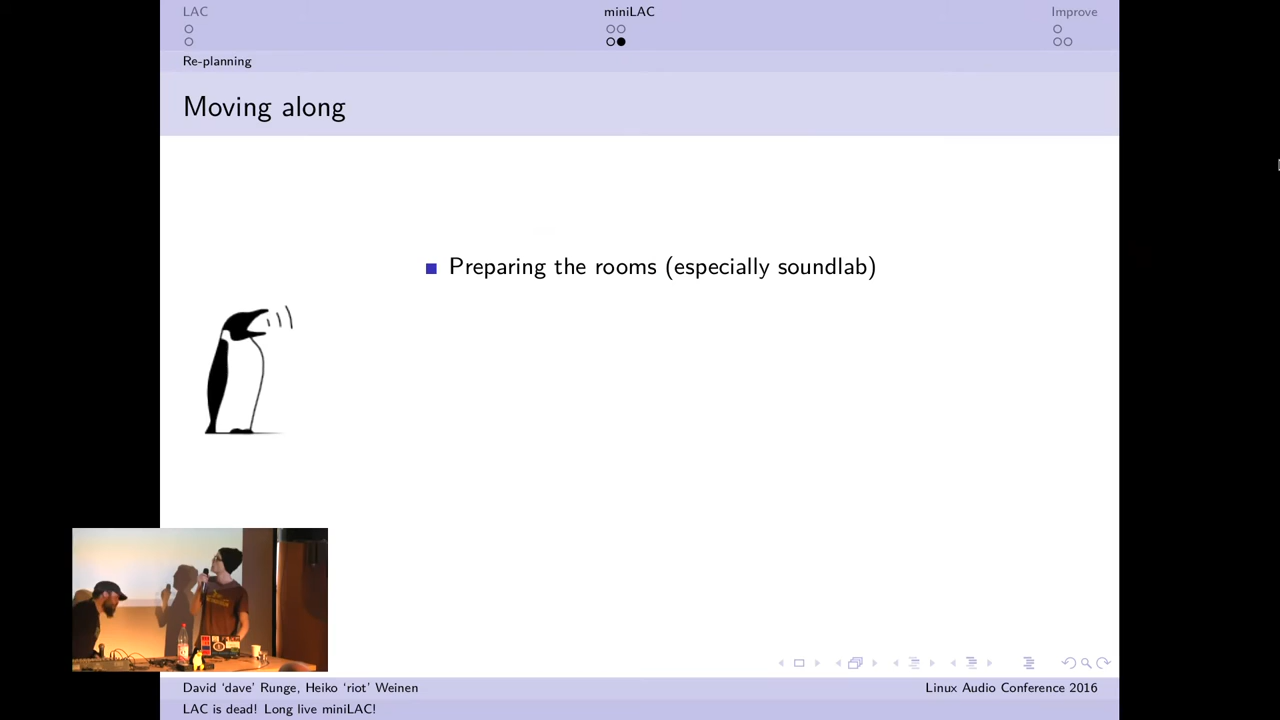 LAC
miniLAC
Improve
Re-planning
Moving along
Preparing the rooms (especially soundlab)
David ‘dave’ Runge, Heiko ‘riot’ Weinen
Linux Audio Conference 2016
LAC is dead! Long live miniLAC!